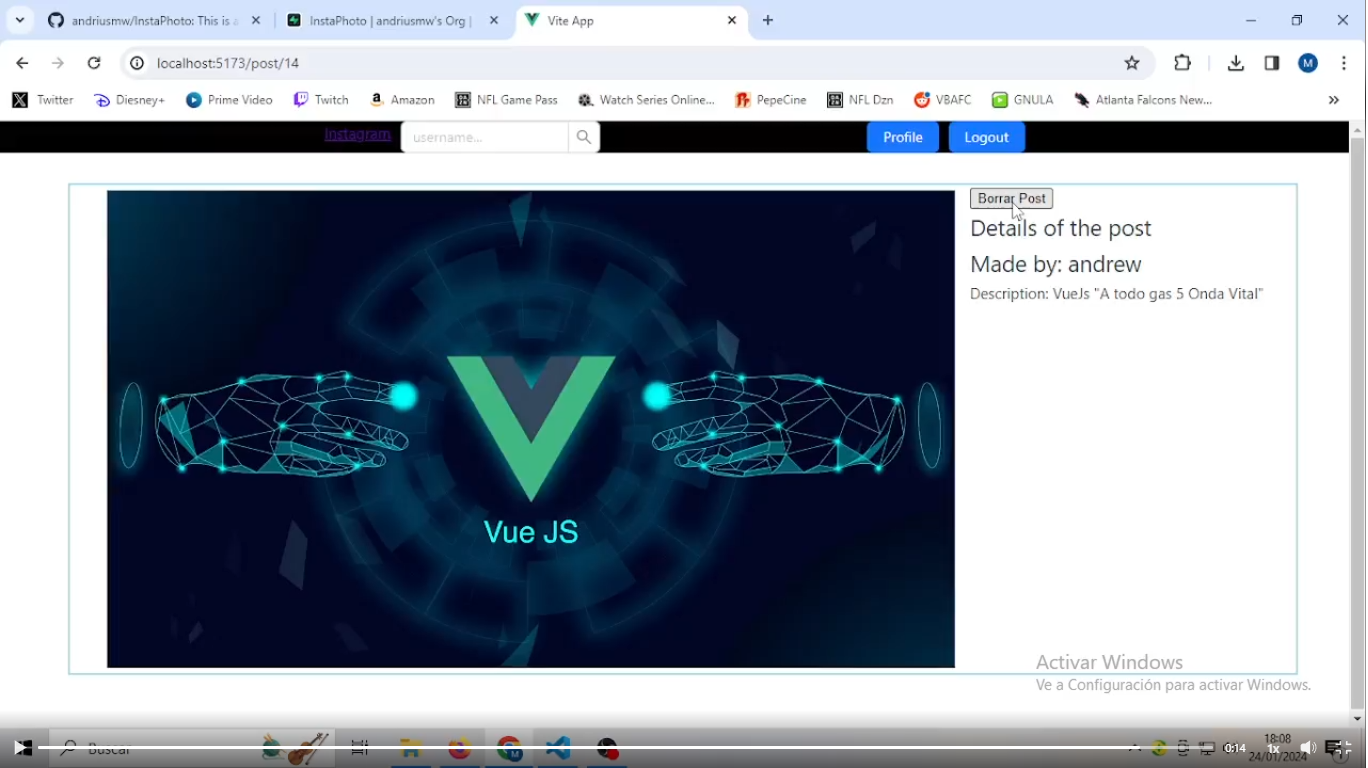 andriusmw/InstaPhoto: This is a
InstaPhoto | andriusmw's Org |
Vite App
localhost:5173/post/14
M
Twitter
Diesney+
Prime Video
Twitch
Amazon
NFL Game Pass
Watch Series Online...
PepeCine
NFL Dzn
VBAFC
GNULA
Atlanta Falcons New...
Instagram
username...
Profile
Logout
Borrar Post
Details of the post
Made by: andrew
Description: VueJs "A todo gas 5 Onda Vital"
Vue JS
Activar Windows
Ve a Configuración para activar Windows.
Buscar
0:14
1x
18:08
24/01/2024